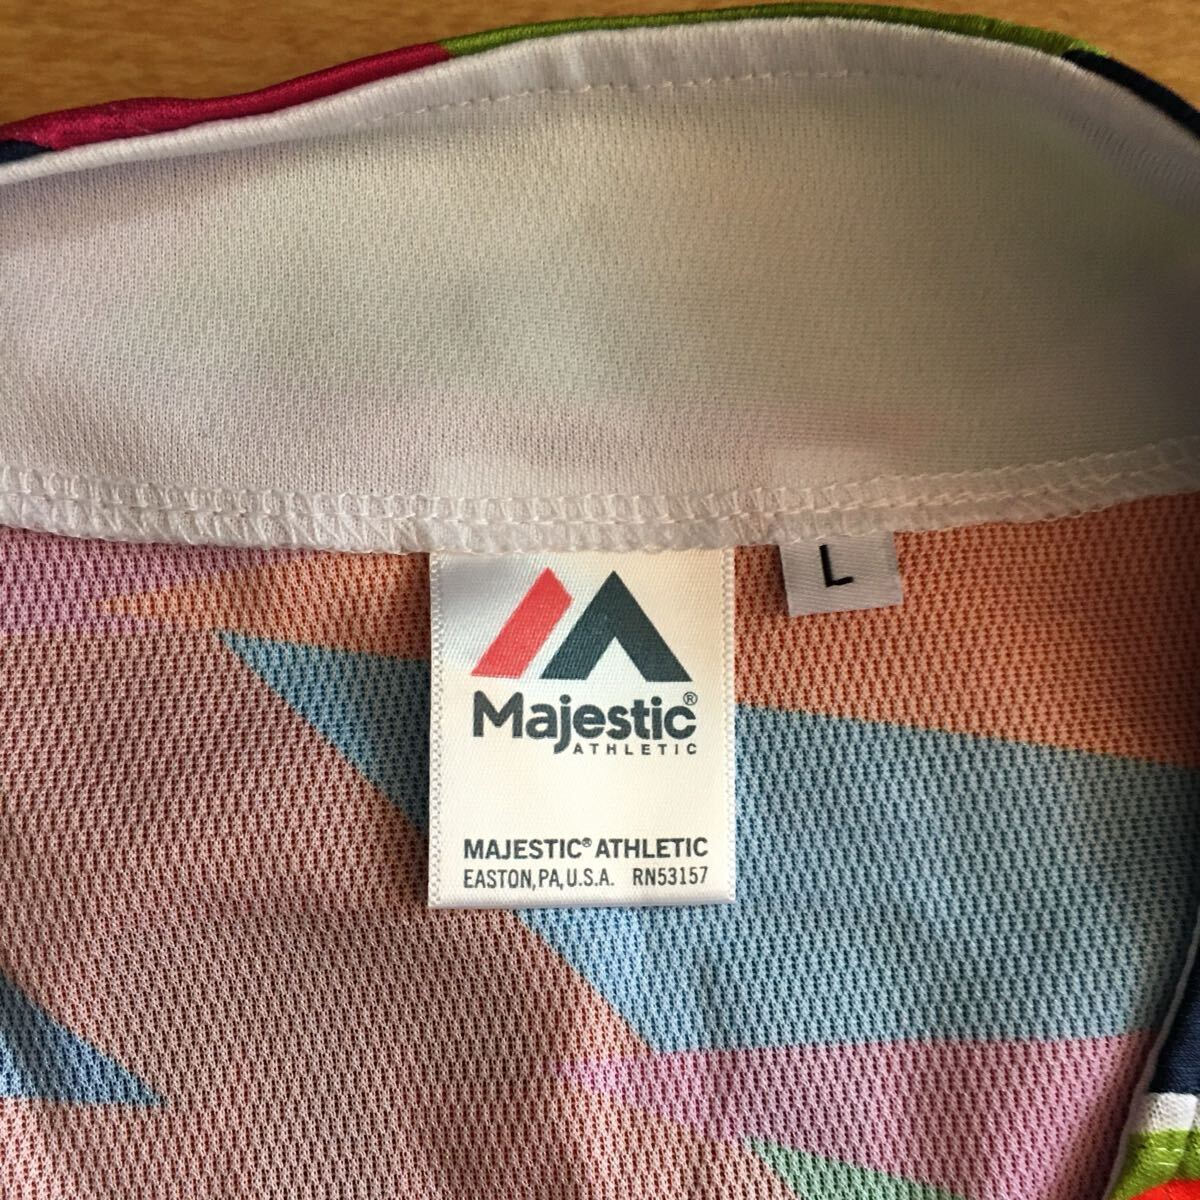 L
Majestic®
ATHLETIC
MAJESTIC® ATHLETIC
EASTON, PA, U.S.A. RN53157